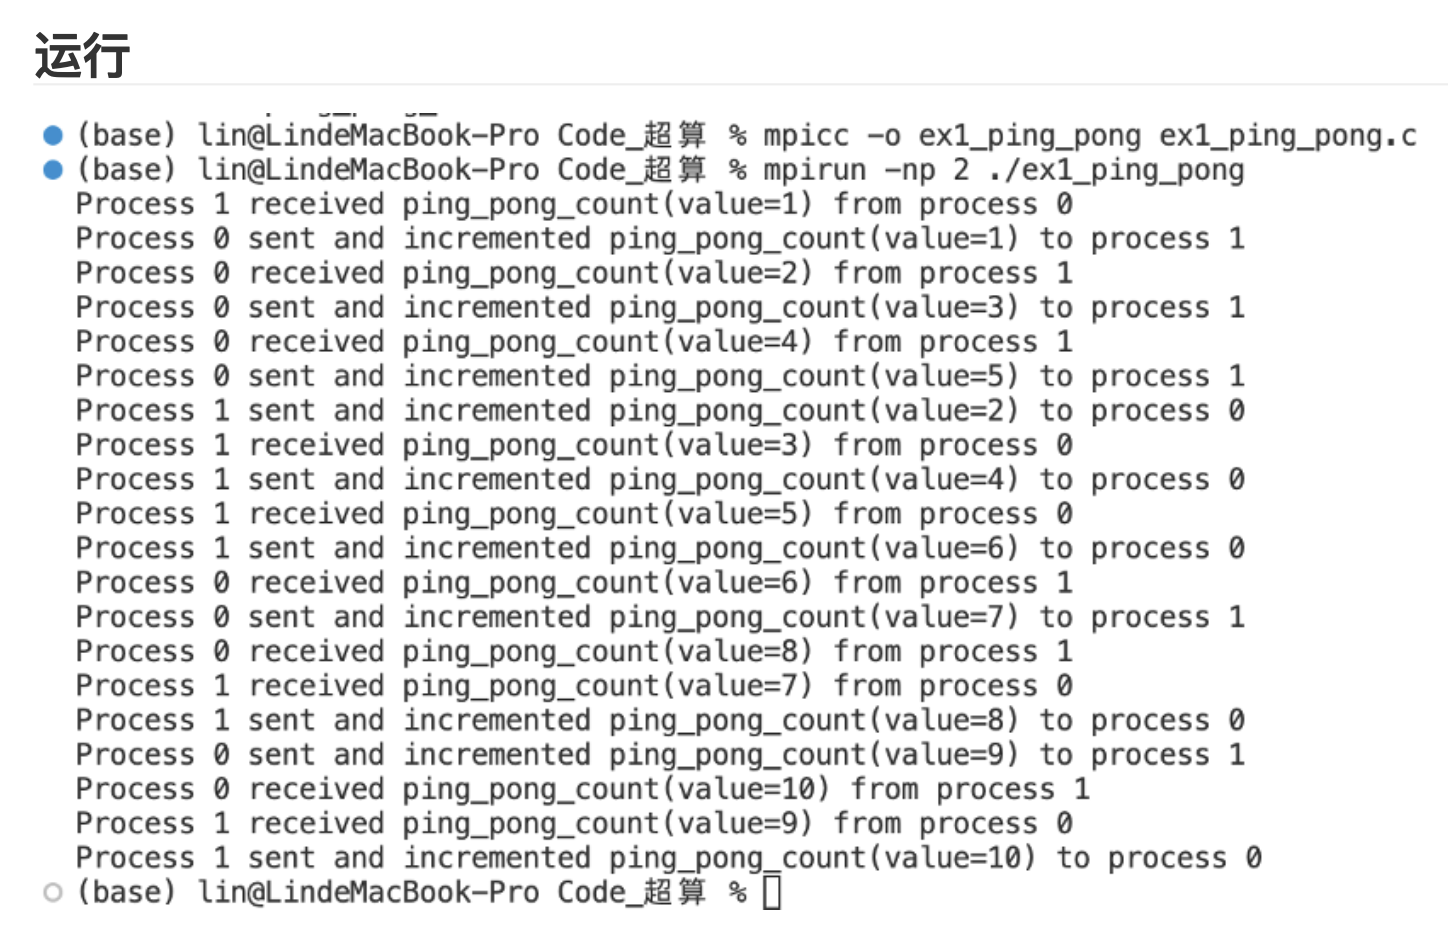 运行
(base) lin@LindeMacBook-Pro Code_超算 % mpicc -o ex1_ping_pong ex1_ping_pong.c
(base) lin@LindeMacBook-Pro Code_超算 % mpirun -np 2 ./ex1_ping_pong
Process 1 received ping_pong_count(value=1) from process 0
Process 0 sent and incremented ping_pong_count(value=1) to process 1
Process 0 received ping_pong_count(value=2) from process 1
Process 0 sent and incremented ping_pong_count(value=3) to process 1
Process 0 received ping_pong_count(value=4) from process 1
Process 0 sent and incremented ping_pong_count(value=5) to process 1
Process 1 sent and incremented ping_pong_count(value=2) to process 0
Process 1 received ping_pong_count(value=3) from process 0
Process 1 sent and incremented ping_pong_count(value=4) to process 0
Process 1 received ping_pong_count(value=5) from process 0
Process 1 sent and incremented ping_pong_count(value=6) to process 0
Process 0 received ping_pong_count(value=6) from process 1
Process 0 sent and incremented ping_pong_count(value=7) to process 1
Process 0 received ping_pong_count(value=8) from process 1
Process 1 received ping_pong_count(value=7) from process 0
Process 1 sent and incremented ping_pong_count(value=8) to process 0
Process 0 sent and incremented ping_pong_count(value=9) to process 1
Process 0 received ping_pong_count(value=10) from process 1
Process 1 received ping_pong_count(value=9) from process 0
Process 1 sent and incremented ping_pong_count(value=10) to process 0
(base) lin@LindeMacBook-Pro Code_超算 %